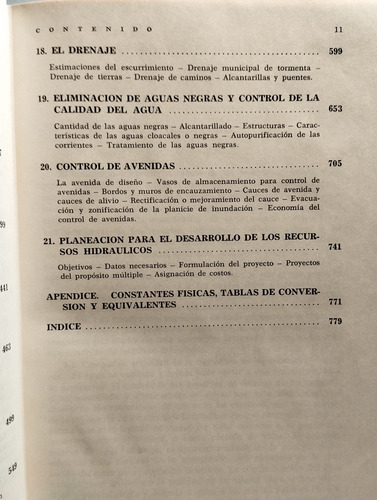 CONTENIDO 11
18. EL DRENAJE ........ 599
Estimaciones del escurrimiento — Drenaje municipal de tormenta —
Drenaje de tierras — Drenaje de caminos — Alcantarillas y puentes.
19. ELIMINACION DE AGUAS NEGRAS Y CONTROL DE LA
CALIDAD DEL AGUA ........ 653
Cantidad de las aguas negras — Alcantarillado — Estructuras — Carac-
terísticas de las aguas cloacales o negras — Autopurificación de las
corrientes — Tratamiento de las aguas negras.
20. CONTROL DE AVENIDAS ........ 705
La avenida de diseño — Vasos de almacenamiento para control de
avenidas — Bordos y muros de encauzamiento — Cauces de avenida y
cauces de alivio — Rectificación o mejoramiento del cauce — Evacua-
ción y zonificación de la planicie de inundación — Economía del
control de avenidas.
21. PLANEACION PARA EL DESARROLLO DE LOS RECUR-
SOS HIDRAULICOS ........ 741
Objetivos — Datos necesarios — Formulación del proyecto — Proyectos
del propósito múltiple — Asignación de costos.
APENDICE. CONSTANTES FISICAS, TABLAS DE CONVER-
SION Y EQUIVALENTES ........ 771
INDICE ........ 779
441
463
499
549